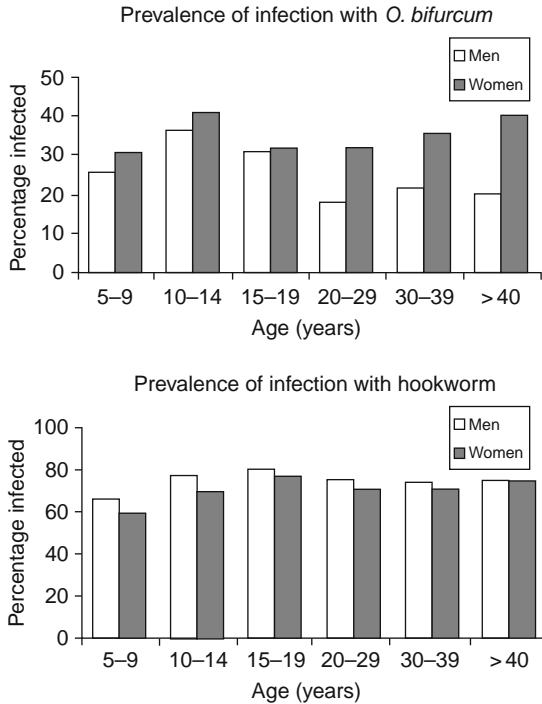 Prevalence of infection with O. bifurcum
Men
Women
Percentage infected
50
40
30
20
10
0
5–9 10–14 15–19 20–29 30–39 >40
Age (years)
Prevalence of infection with hookworm
Men
Women
Percentage infected
100
80
60
40
20
0
5–9 10–14 15–19 20–29 30–39 >40
Age (years)